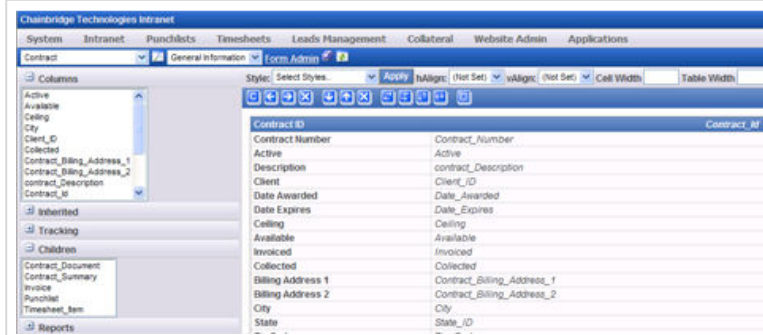 Chainbridge Technologies Intranet
System Intranet Punchlists Timesheets Leads Management Collateral Website Admin Applications
Contract General Information Form Admin
Columns Style: Select Styles.. Apply hAlign: (Not Set) vAlign: (Not Set) Cell Width Table Width
Active
Available
Ceiling
City
Client_ID
Collected
Contract_Billing_Address_1
Contract_Billing_Address_2
contract_Description
Contract_Id
Inherited
Tracking
Children
Contract_Document
Contract_Summary
Invoice
Punchlist
Timesheet_Item
Reports
Contract ID Contract_Id
Contract Number Contract_Number
Active Active
Description contract_Description
Client Client_ID
Date Awarded Date_Awarded
Date Expires Date_Expires
Ceiling Ceiling
Available Available
Invoiced Invoiced
Collected Collected
Billing Address 1 Contract_Billing_Address_1
Billing Address 2 Contract_Billing_Address_2
City City
State State_ID